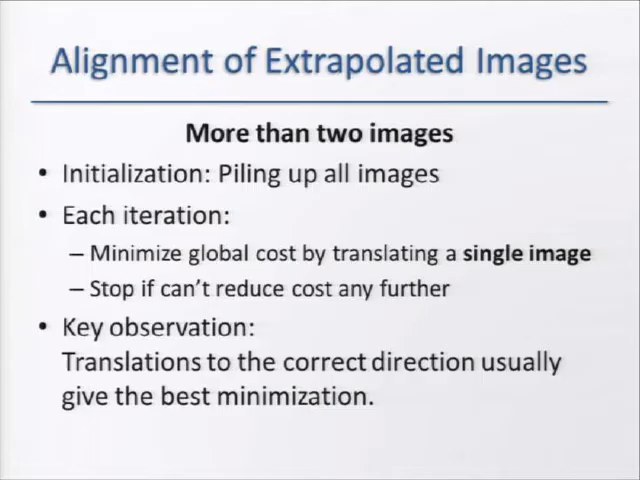 Alignment of Extrapolated Images
More than two images
• Initialization: Piling up all images
• Each iteration:
– Minimize global cost by translating a single image
– Stop if can't reduce cost any further
• Key observation:
Translations to the correct direction usually
give the best minimization.